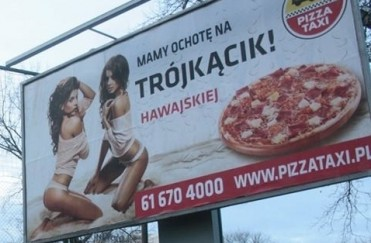 MAMY OCHOTĘ NA
TRÓJKĄCIK!
HAWAJSKIEJ
PIZZA
TAXI
61 670 4000 WWW.PIZZATAXI.PL